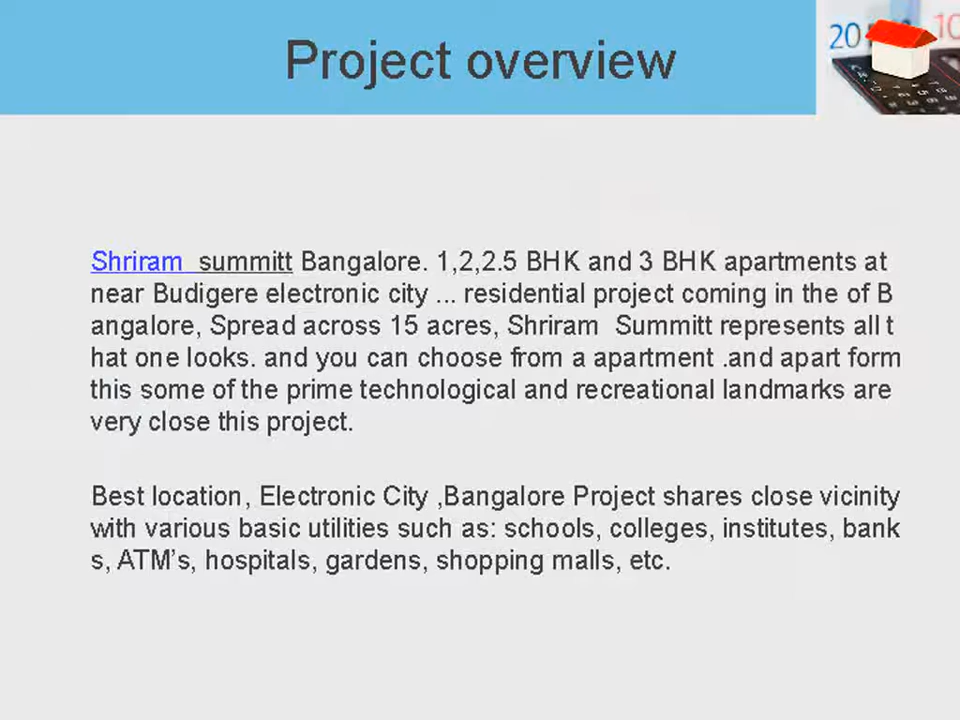 Project overview
20 10
Shriram summitt Bangalore. 1,2,2.5 BHK and 3 BHK apartments at
near Budigere electronic city ... residential project coming in the of B
angalore, Spread across 15 acres, Shriram Summitt represents all t
hat one looks. and you can choose from a apartment .and apart form
this some of the prime technological and recreational landmarks are
very close this project.
Best location, Electronic City ,Bangalore Project shares close vicinity
with various basic utilities such as: schools, colleges, institutes, bank
s, ATM’s, hospitals, gardens, shopping malls, etc.